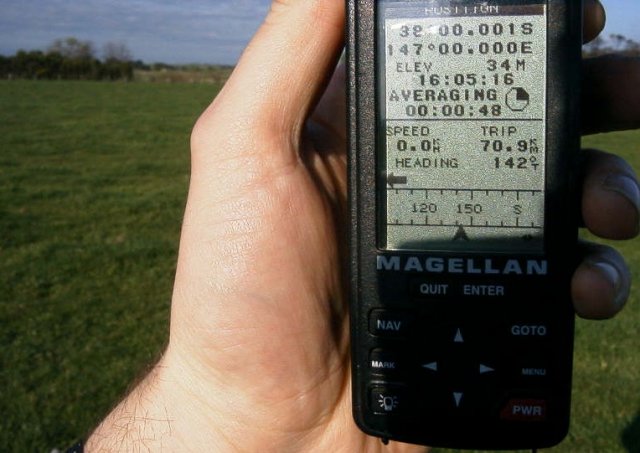 POSITION
38°00.001S
147°00.000E
ELEV 34M
16:05:16
AVERAGING
00:00:48
SPEED TRIP
0.0 70.9
HEADING 142°T
120 150 S
MAGELLAN
QUIT ENTER
NAV GOTO
MARK MENU
PWR